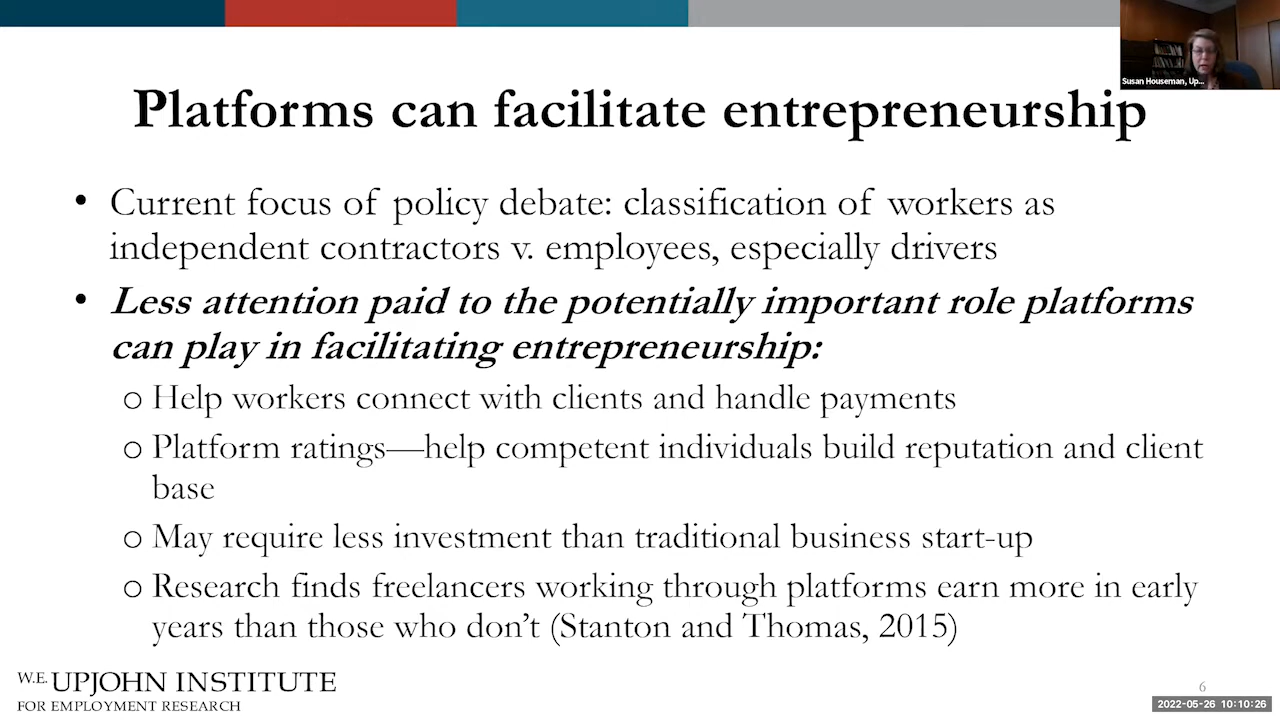 Susan Houseman, Up...
Platforms can facilitate entrepreneurship
• Current focus of policy debate: classification of workers as
independent contractors v. employees, especially drivers
• Less attention paid to the potentially important role platforms
can play in facilitating entrepreneurship:
o Help workers connect with clients and handle payments
o Platform ratings—help competent individuals build reputation and client
base
o May require less investment than traditional business start-up
o Research finds freelancers working through platforms earn more in early
years than those who don’t (Stanton and Thomas, 2015)
W.E. UPJOHN INSTITUTE
FOR EMPLOYMENT RESEARCH
6
2022-05-26 10:10:26